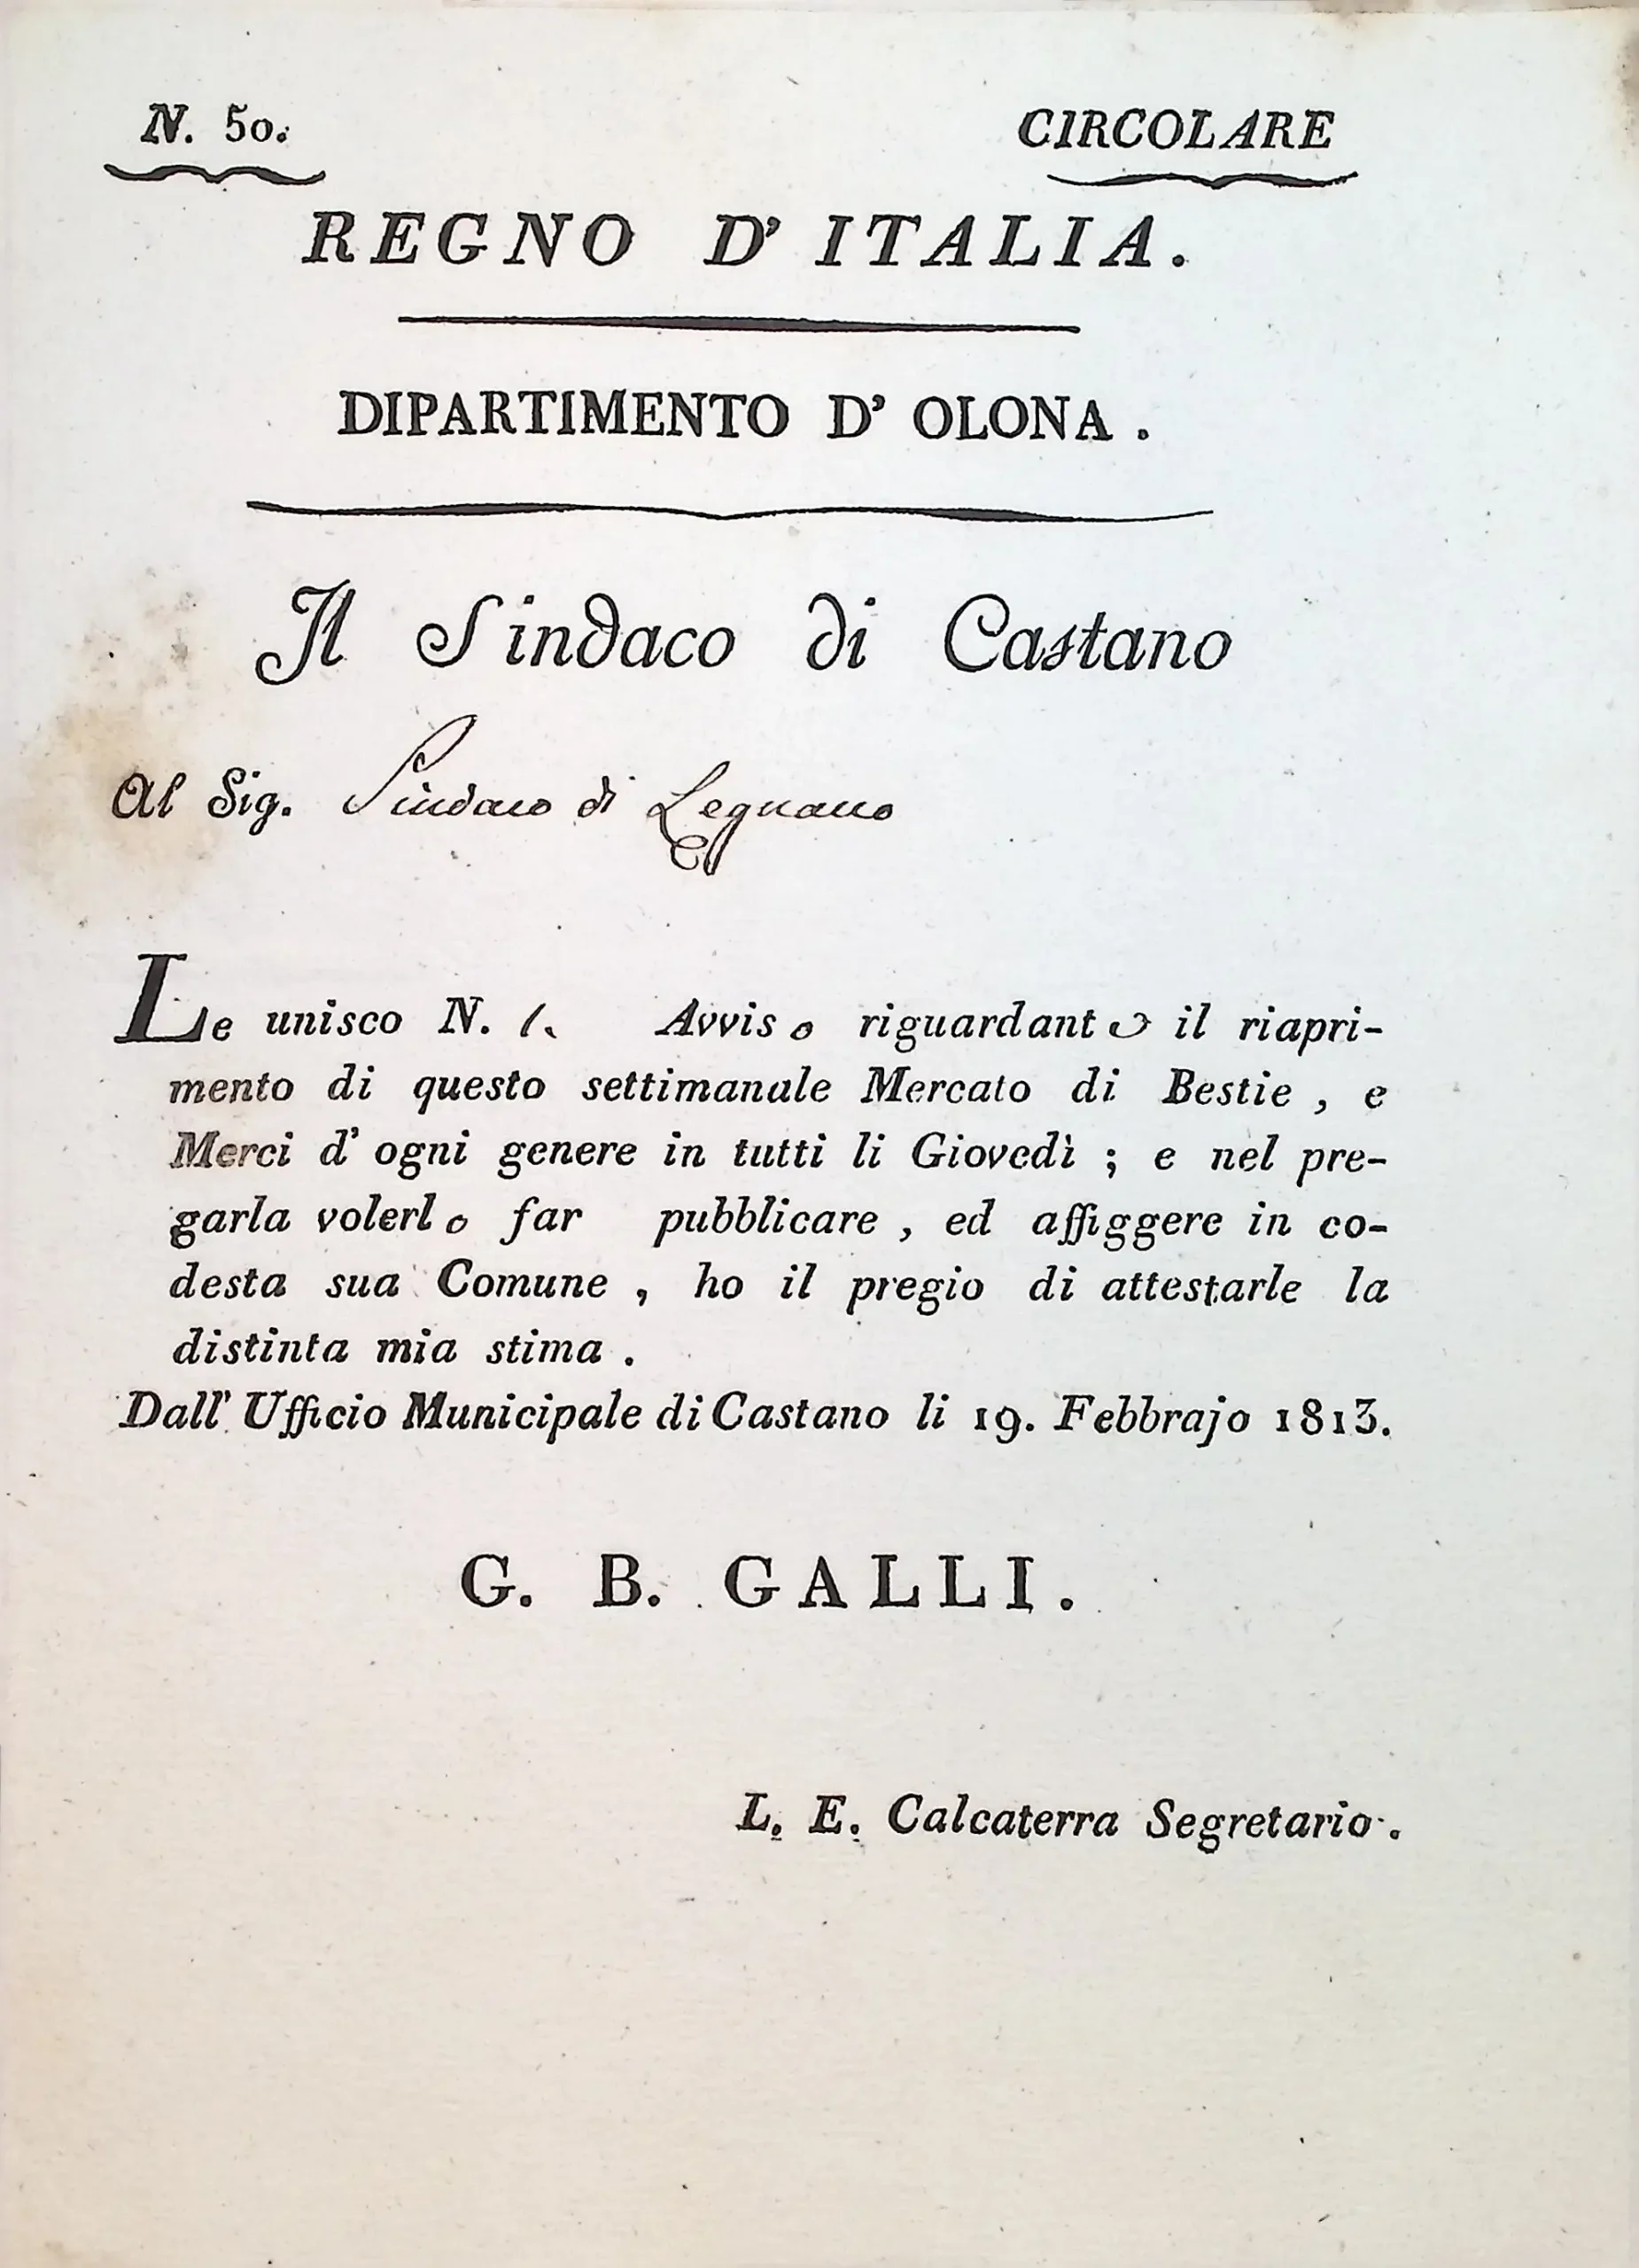 N. 50.
CIRCOLARE
REGNO D' ITALIA.
DIPARTIMENTO D' OLONA.
Il Sindaco di Castano
Al Sig. Sindaco di Legnano
Le unisco N. 1. Avviso riguardante il riapri-
mento di questo settimanale Mercato di Bestie, e
Merci d' ogni genere in tutti li Giovedì; e nel pre-
garla volerlo far pubblicare, ed affiggere in co-
desta sua Comune, ho il pregio di attestarle la
distinta mia stima.
Dall' Ufficio Municipale di Castano li 19. Febbrajo 1813.
G. B. GALLI.
L. E. Calcaterra Segretario.